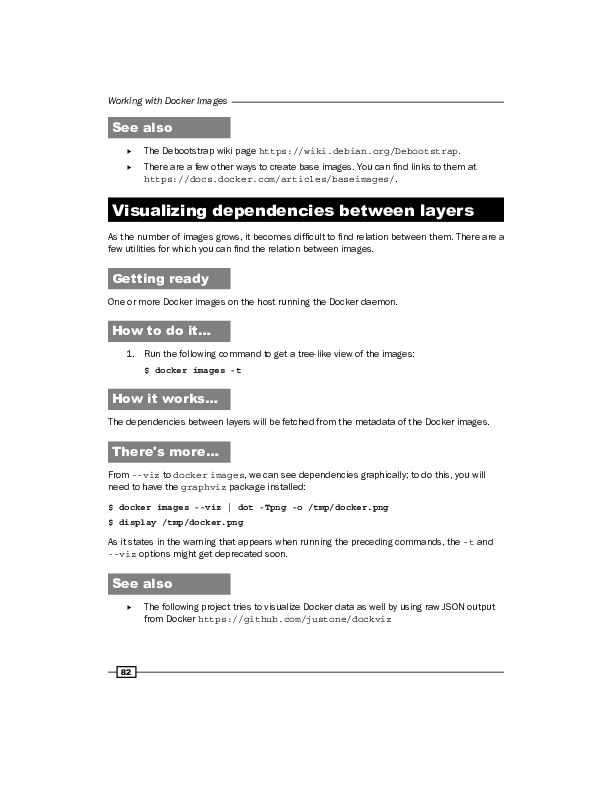 Working with Docker Images
See also
► The Debootstrap wiki page https://wiki.debian.org/Debootstrap.
► There are a few other ways to create base images. You can find links to them at
https://docs.docker.com/articles/baseimages/.
Visualizing dependencies between layers
As the number of images grows, it becomes difficult to find relation between them. There are a
few utilities for which you can find the relation between images.
Getting ready
One or more Docker images on the host running the Docker daemon.
How to do it…
1. Run the following command to get a tree-like view of the images:
$ docker images -t
How it works…
The dependencies between layers will be fetched from the metadata of the Docker images.
There's more…
From --viz to docker images, we can see dependencies graphically; to do this, you will
need to have the graphviz package installed:
$ docker images --viz | dot -Tpng -o /tmp/docker.png
$ display /tmp/docker.png
As it states in the warning that appears when running the preceding commands, the -t and
--viz options might get deprecated soon.
See also
► The following project tries to visualize Docker data as well by using raw JSON output
from Docker https://github.com/justone/dockviz
82